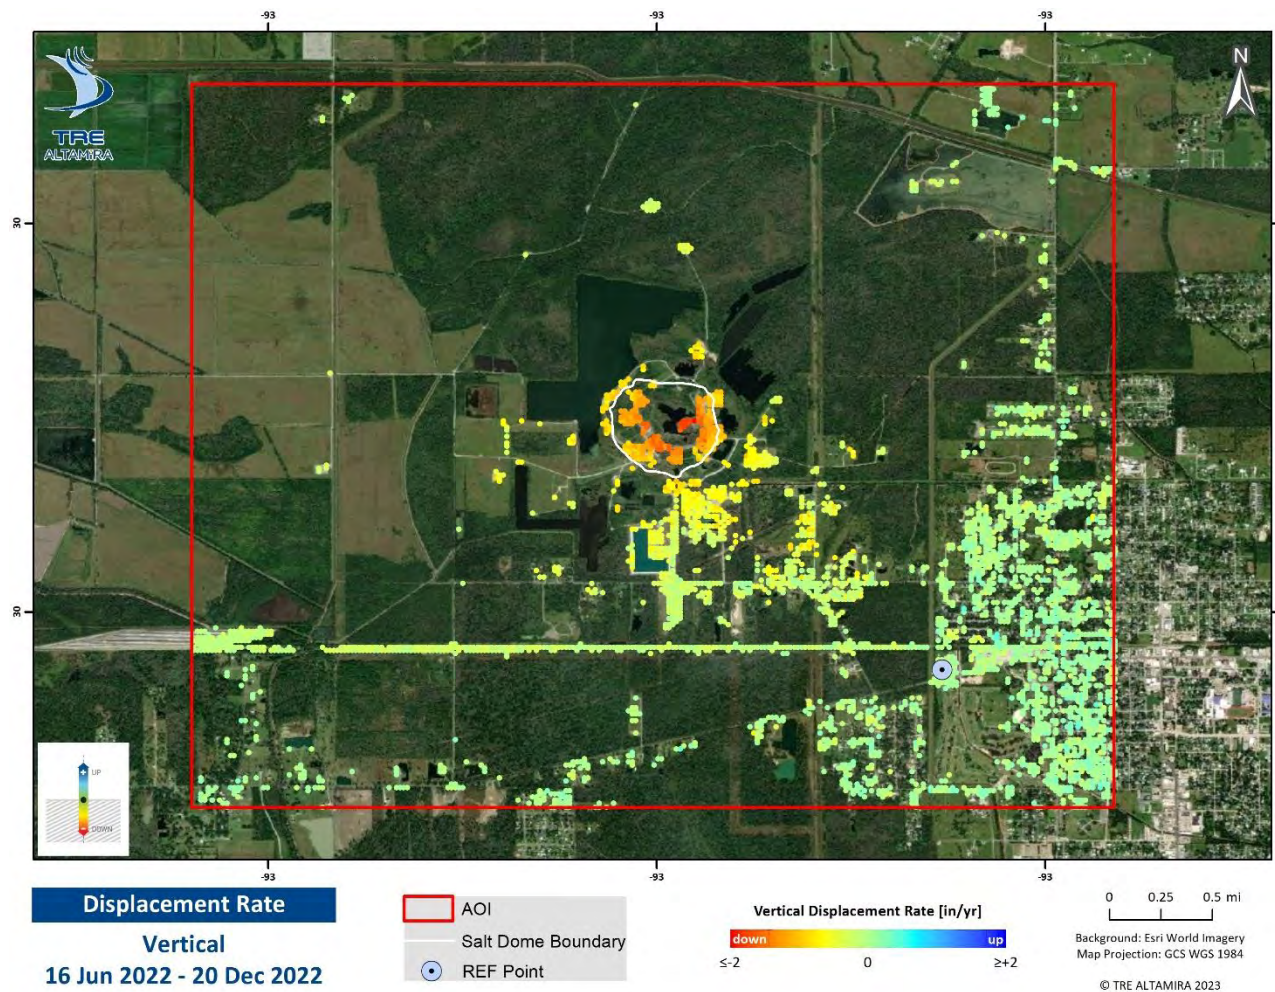 -93
-93
-93
N
TRE
ALTAMIRA
30
30
UP
DOWN
-93
-93
-93
Displacement Rate
Vertical
16 Jun 2022 - 20 Dec 2022
AOI
Salt Dome Boundary
REF Point
Vertical Displacement Rate [in/yr]
down
up
≤-2
0
≥+2
0
0.25
0.5 mi
Background: Esri World Imagery
Map Projection: GCS WGS 1984
© TRE ALTAMIRA 2023